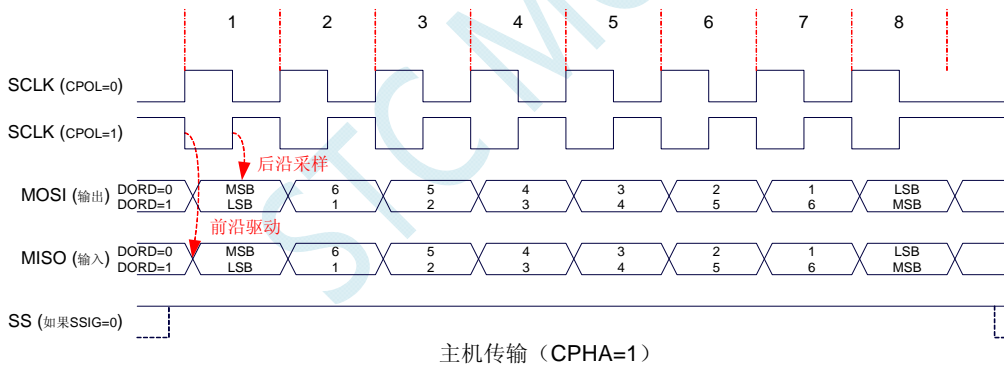 1 2 3 4 5 6 7 8
SCLK (CPOL=0)
SCLK (CPOL=1)
后沿采样
MOSI (输出) DORD=0 MSB 6 5 4 3 2 1 LSB
DORD=1 LSB 1 2 3 4 5 6 MSB
前沿驱动
MISO (输入) DORD=0 MSB 6 5 4 3 2 1 LSB
DORD=1 LSB 1 2 3 4 5 6 MSB
SS (如果SSIG=0)
主机传输（CPHA=1）
STC MC